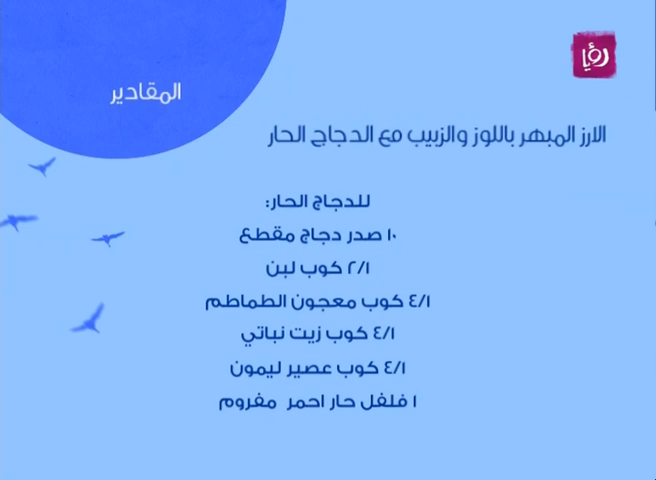 رؤيا
المقادير
الارز المبهر باللوز والزبيب مع الدجاج الحار
للدجاج الحار:
١٠ صدر دجاج مقطع
٢/١ كوب لبن
٤/١ كوب معجون الطماطم
٤/١ كوب زيت نباتي
٤/١ كوب عصير ليمون
١ فلفل حار احمر مفروم